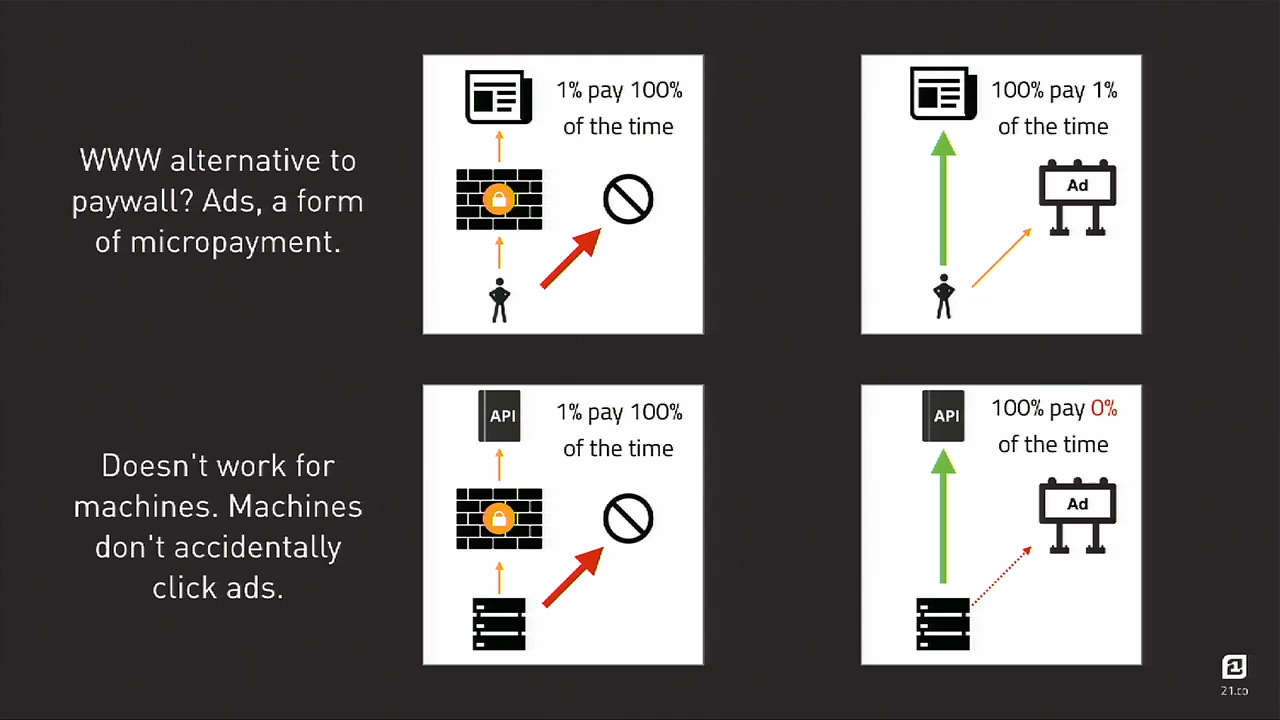 WWW alternative to
paywall? Ads, a form
of micropayment.
1% pay 100%
of the time
100% pay 1%
of the time
Ad
Doesn't work for
machines. Machines
don't accidentally
click ads.
API
1% pay 100%
of the time
API
100% pay 0%
of the time
Ad
21.co